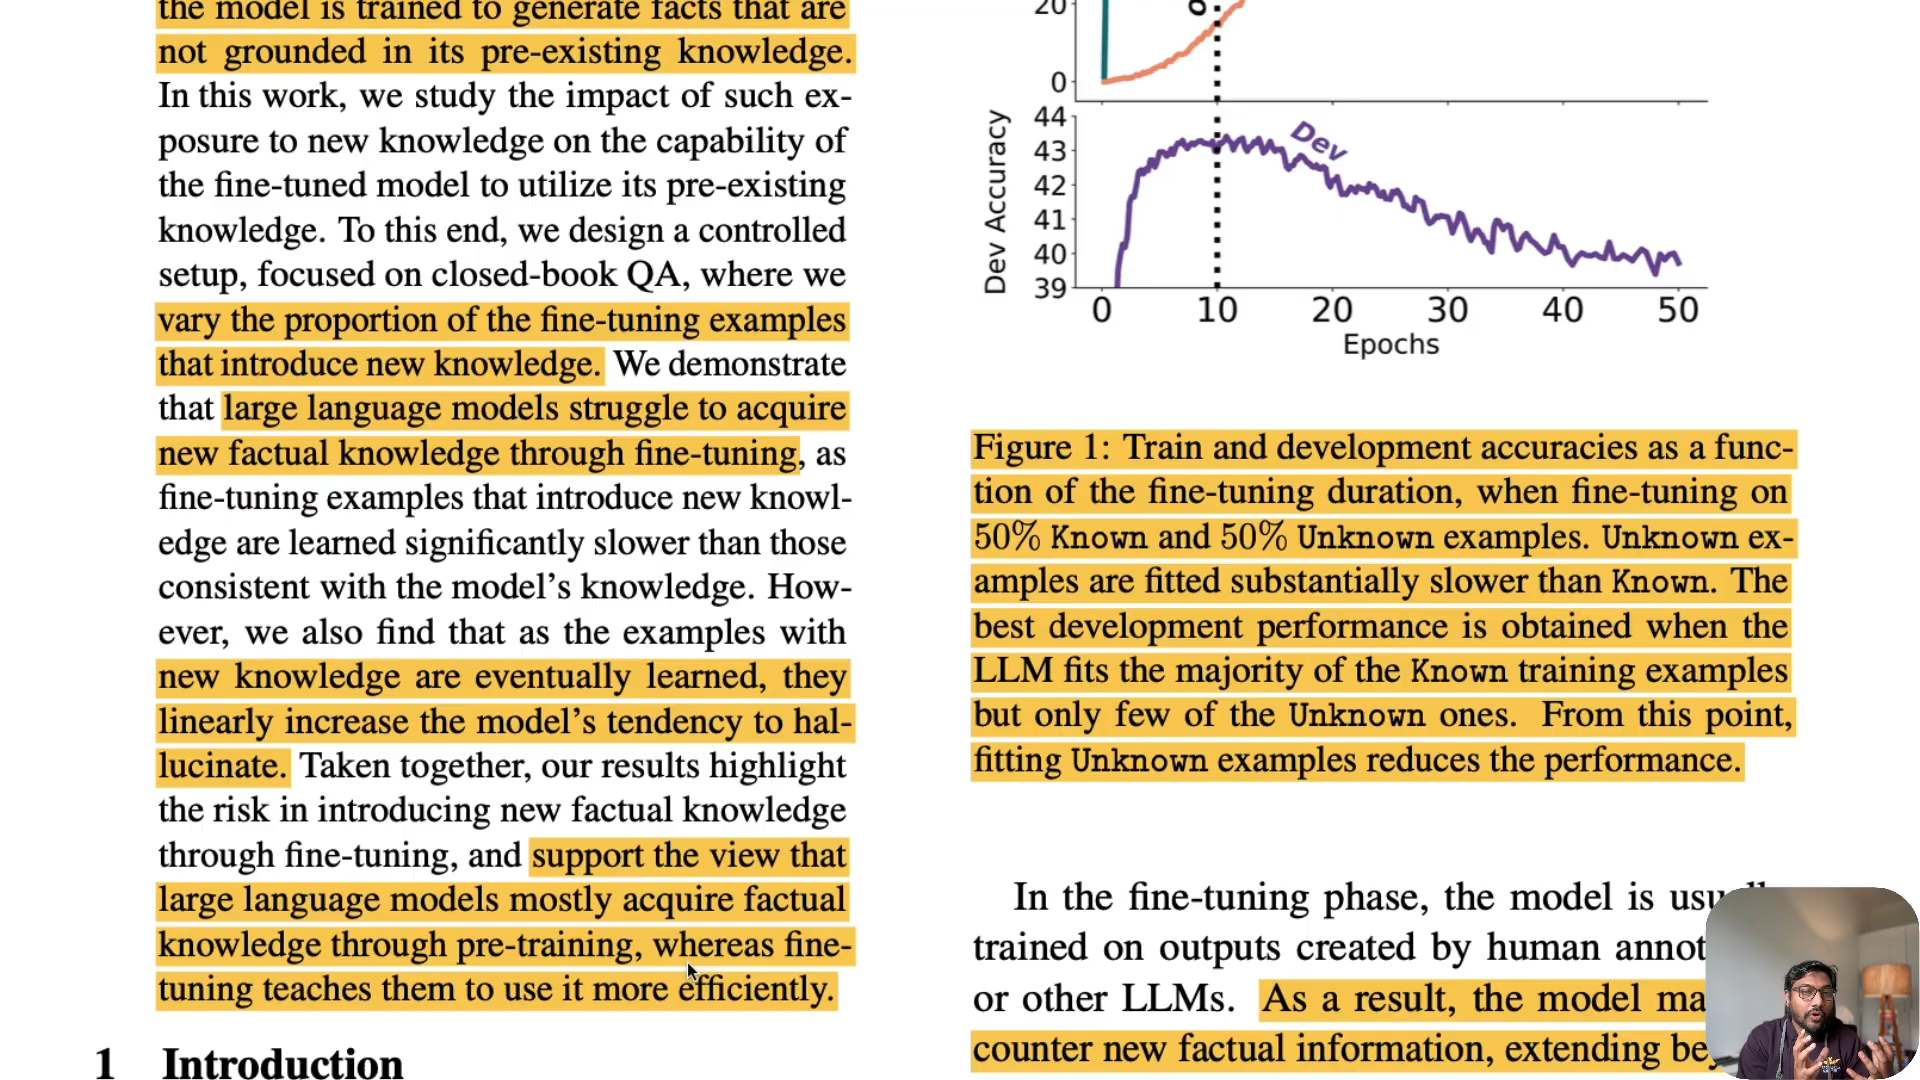 the model is trained to generate facts that are
not grounded in its pre-existing knowledge.
In this work, we study the impact of such ex-
posure to new knowledge on the capability of
the fine-tuned model to utilize its pre-existing
knowledge. To this end, we design a controlled
setup, focused on closed-book QA, where we
vary the proportion of the fine-tuning examples
that introduce new knowledge. We demonstrate
that large language models struggle to acquire
new factual knowledge through fine-tuning, as
fine-tuning examples that introduce new knowl-
edge are learned significantly slower than those
consistent with the model's knowledge. How-
ever, we also find that as the examples with
new knowledge are eventually learned, they
linearly increase the model's tendency to hal-
lucinate. Taken together, our results highlight
the risk in introducing new factual knowledge
through fine-tuning, and support the view that
large language models mostly acquire factual
knowledge through pre-training, whereas fine-
tuning teaches them to use it more efficiently.
1 Introduction
20
0
Dev Accuracy
44
43
42
41
40
39
Dev
0 10 20 30 40 50
Epochs
Figure 1: Train and development accuracies as a func-
tion of the fine-tuning duration, when fine-tuning on
50% Known and 50% Unknown examples. Unknown ex-
amples are fitted substantially slower than Known. The
best development performance is obtained when the
LLM fits the majority of the Known training examples
but only few of the Unknown ones. From this point,
fitting Unknown examples reduces the performance.
In the fine-tuning phase, the model is
trained on outputs created by human
or other LLMs. As a result, the model
counter new factual information, extending